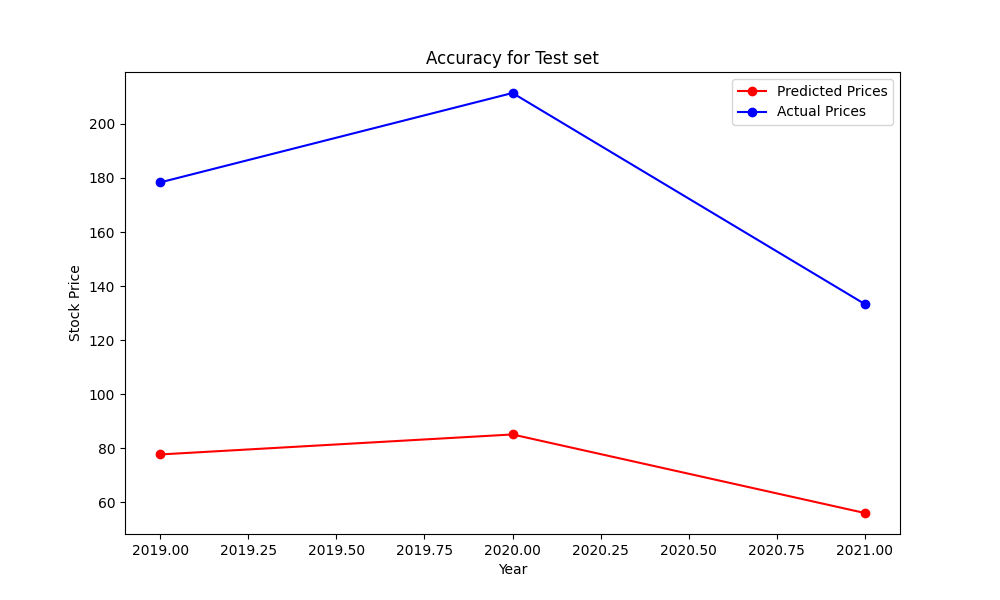 Accuracy for Test set
Predicted Prices
Actual Prices
200
180
160
140
120
100
80
60
Stock Price
2019.00 2019.25 2019.50 2019.75 2020.00 2020.25 2020.50 2020.75 2021.00
Year